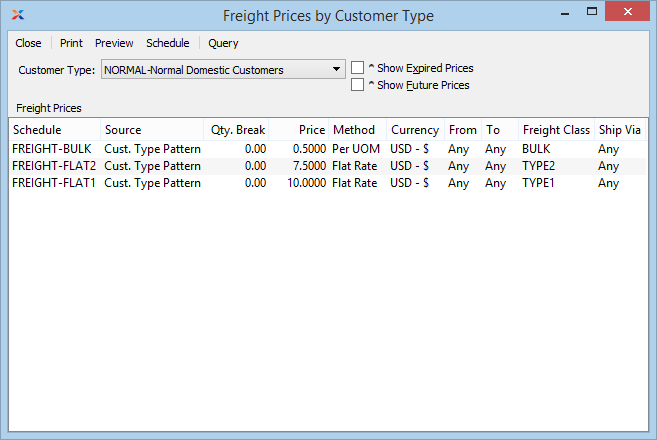 Freight Prices by Customer Type
Close Print Preview Schedule Query
Customer Type: NORMAL-Normal Domestic Customers ^ Show Expired Prices
^ Show Future Prices
Freight Prices
Schedule Source Qty. Break Price Method Currency From To Freight Class Ship Via
FREIGHT-BULK Cust. Type Pattern 0.00 0.5000 Per UOM USD - $ Any Any BULK Any
FREIGHT-FLAT2 Cust. Type Pattern 0.00 7.5000 Flat Rate USD - $ Any Any TYPE2 Any
FREIGHT-FLAT1 Cust. Type Pattern 0.00 10.0000 Flat Rate USD - $ Any Any TYPE1 Any